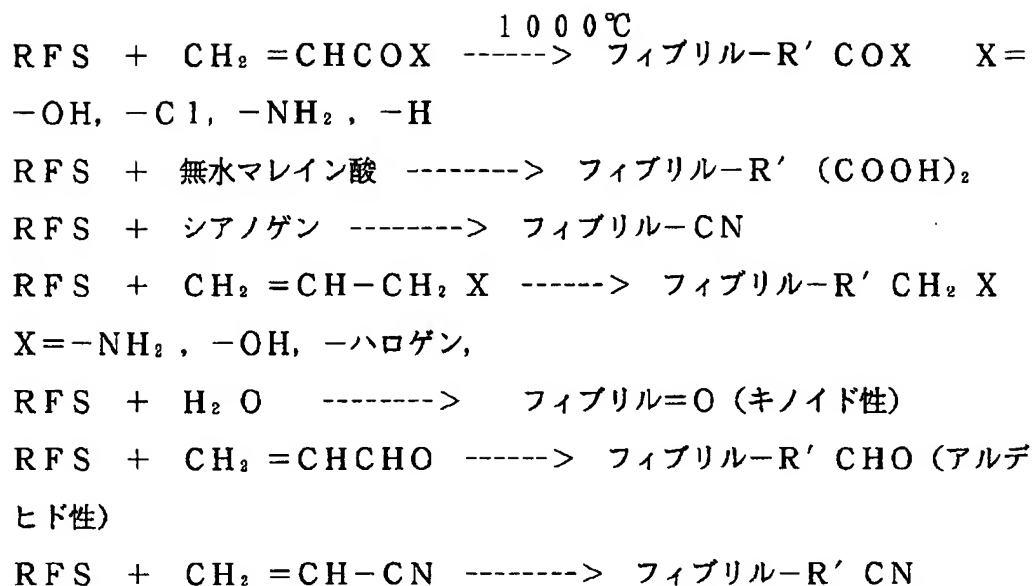 1000℃
RFS + CH₂=CHCOX ------> フィブリル-R′COX X=
-OH, -Cl, -NH₂, -H
RFS + 無水マレイン酸 --------> フィブリル-R′(COOH)₂
RFS + シアノゲン --------> フィブリル-CN
RFS + CH₂=CH-CH₂X ------> フィブリル-R′CH₂X
X=-NH₂, -OH, -ハロゲン,
RFS + H₂O --------> フィブリル=O(キノイド性)
RFS + CH₂=CHCHO ------> フィブリル-R′CHO(アルデ
ヒド性)
RFS + CH₂=CH-CN --------> フィブリル-R′CN